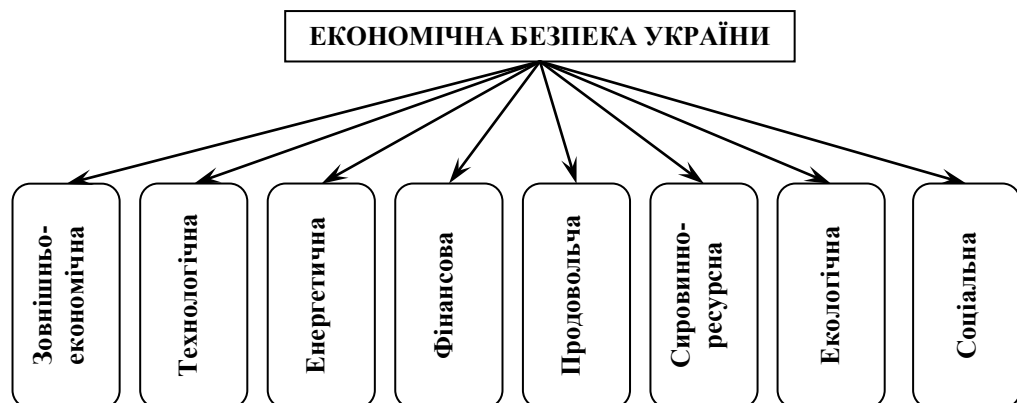 ЕКОНОМІЧНА БЕЗПЕКА УКРАЇНИ
Зовнішньо-
економічна
Технологічна
Енергетична
Фінансова
Продовольча
Сировинно-
ресурсна
Екологічна
Соціальна